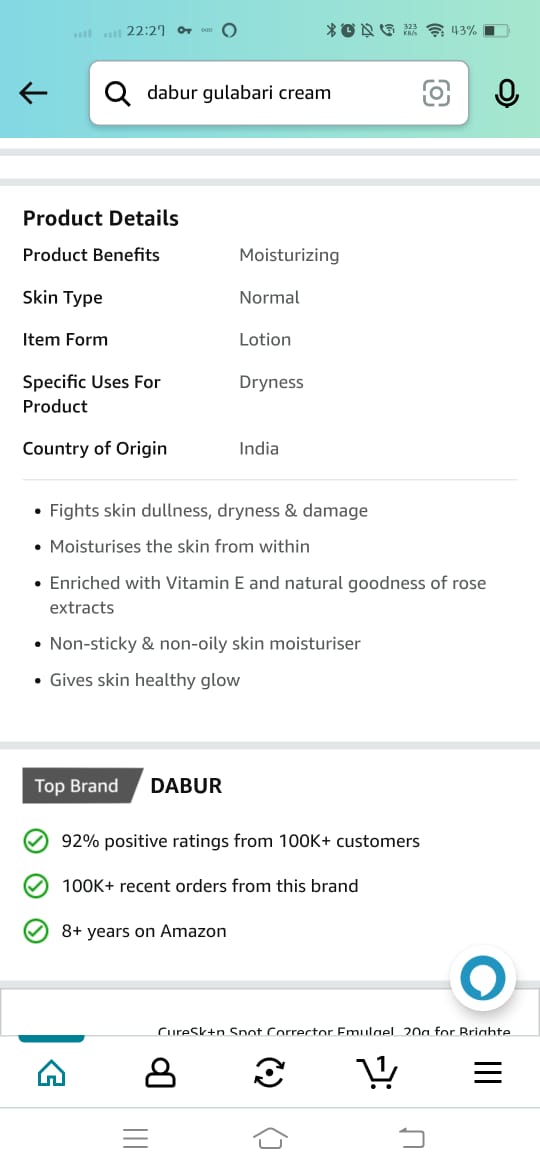 22:27
323
KB/s
43%
dabur gulabari cream
Product Details
Product Benefits Moisturizing
Skin Type Normal
Item Form Lotion
Specific Uses For Dryness
Product
Country of Origin India
• Fights skin dullness, dryness & damage
• Moisturises the skin from within
• Enriched with Vitamin E and natural goodness of rose
extracts
• Non-sticky & non-oily skin moisturiser
• Gives skin healthy glow
Top Brand DABUR
92% positive ratings from 100K+ customers
100K+ recent orders from this brand
8+ years on Amazon
CureSk+n Spot Corrector Emulgel, 20g for Brighte
1